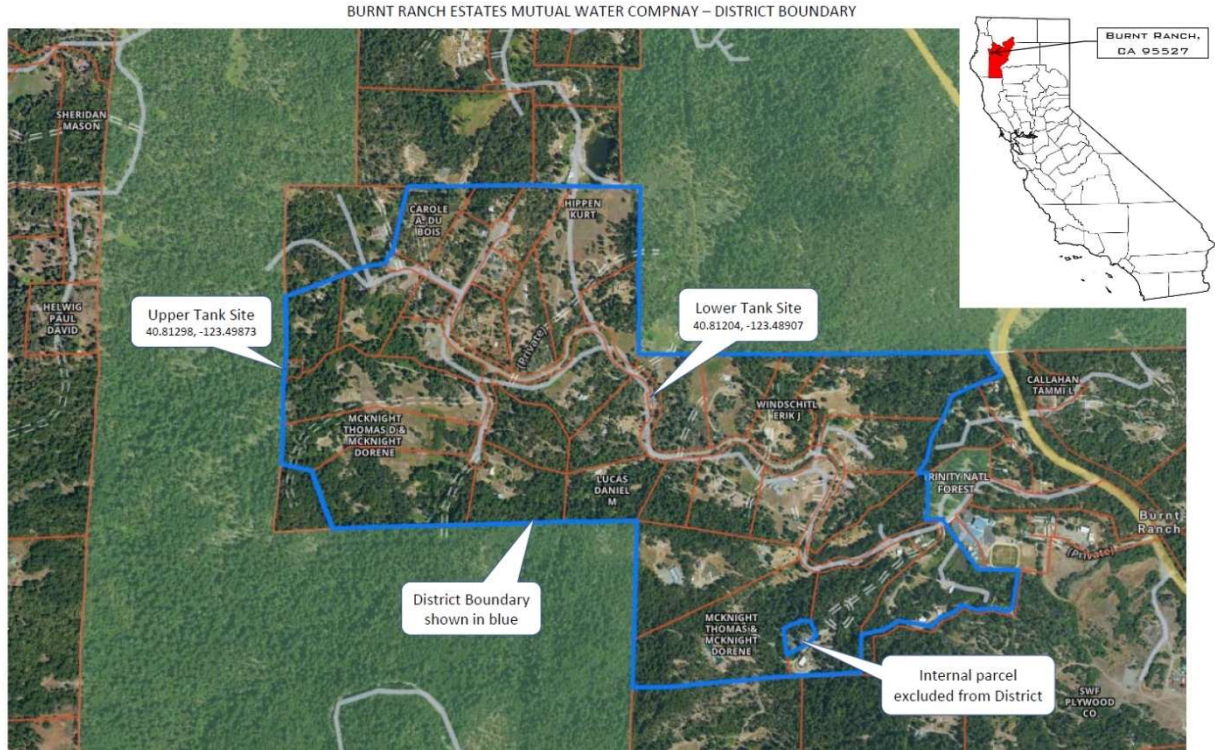 BURNT RANCH ESTATES MUTUAL WATER COMPNAY – DISTRICT BOUNDARY
BURNT RANCH,
CA 95527
SHERIDAN
MASON
CAROLE
A. DU
BOIS
HIPPEN
KURT
HELWIG
PAUL
DAVID
Upper Tank Site
40.81298, -123.49873
Lower Tank Site
40.81204, -123.48907
(Private)
CALLAHAN
TAMMI L
WINDSCHITL
ERIK J
MCKNIGHT
THOMAS D &
MCKNIGHT
DORENE
LUCAS
DANIEL
M
TRINITY NATL
FOREST
Burnt
Ranch
(Private)
District Boundary
shown in blue
MCKNIGHT
THOMAS &
MCKNIGHT
DORENE
Internal parcel
excluded from District
SWF
PLYWOOD
CO